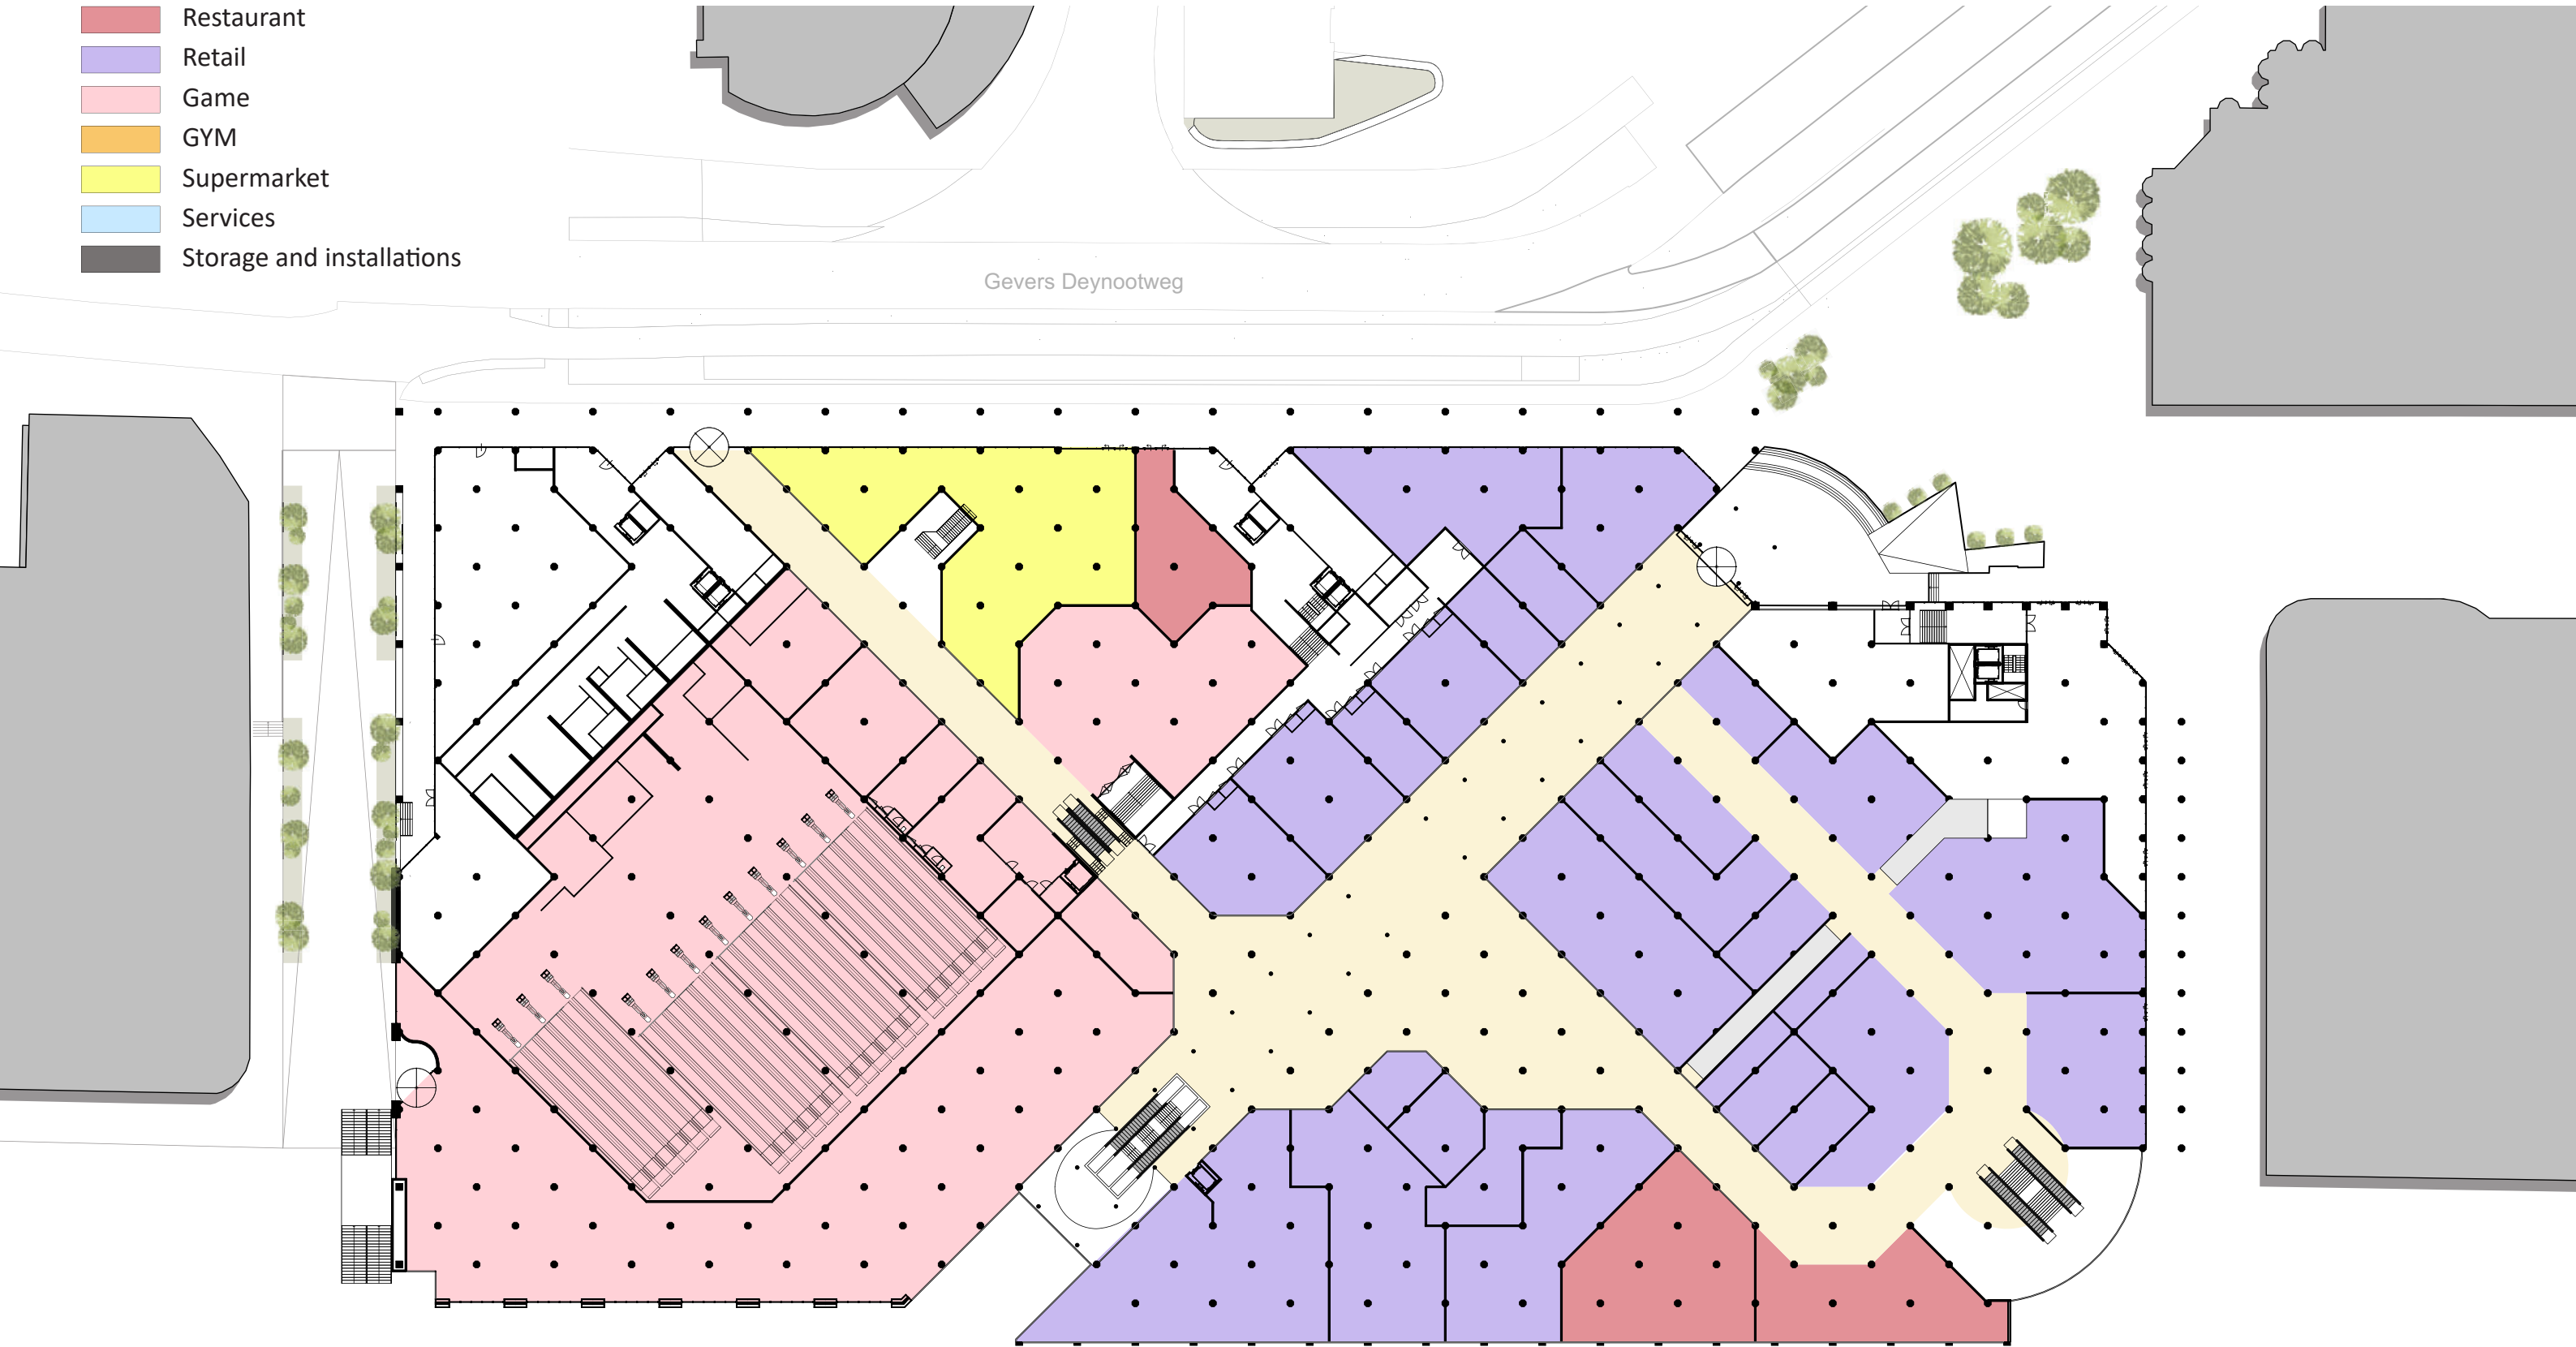 Restaurant
Retail
Game
GYM
Supermarket
Services
Storage and installations
Gevers Deynootweg